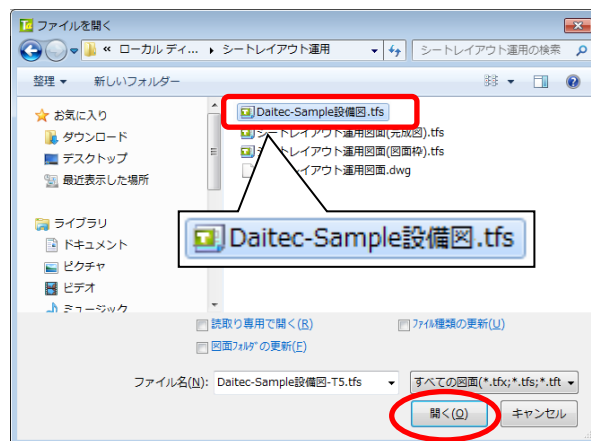 ファイルを開く
« ローカル ディ... ▸ シートレイアウト運用
シートレイアウト運用の検索
整理 ▼ 新しいフォルダー
お気に入り
ダウンロード
デスクトップ
最近表示した場所
ライブラリ
ドキュメント
ピクチャ
ビデオ
ミュージック
Daitec-Sample設備図.tfs
シートレイアウト運用図面(完成図).tfs
シートレイアウト運用図面(図面枠).tfs
レイアウト運用図面.dwg
Daitec-Sample設備図.tfs
読取り専用で開く(R)
ファイル種類の更新(U)
図面フォルダの更新(F)
ファイル名(N): Daitec-Sample設備図-T5.tfs
すべての図面(*.tfx;*.tfs;*.tft
開く(O) キャンセル